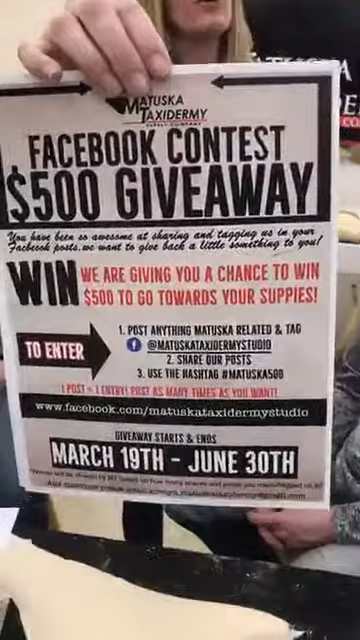 MATUSKA
TAXIDERMY
SUPPLY COMPANY
FACEBOOK CONTEST
$500 GIVEAWAY
You have been so awesome at sharing and tagging us in your
Facebook posts, we want to give back a little something to you!
WIN
WE ARE GIVING YOU A CHANCE TO WIN
$500 TO GO TOWARDS YOUR SUPPIES!
TO ENTER
1. POST ANYTHING MATUSKA RELATED & TAG
@MATUSKATAXIDERMYSTUDIO
2. SHARE OUR POSTS
3. USE THE HASHTAG #MATUSKA500
1 POST = 1 ENTRY! POST AS MANY TIMES AS YOU WANT!
www.facebook.com/matuskataxidermystudio
GIVEAWAY STARTS & ENDS
MARCH 19TH - JUNE 30TH